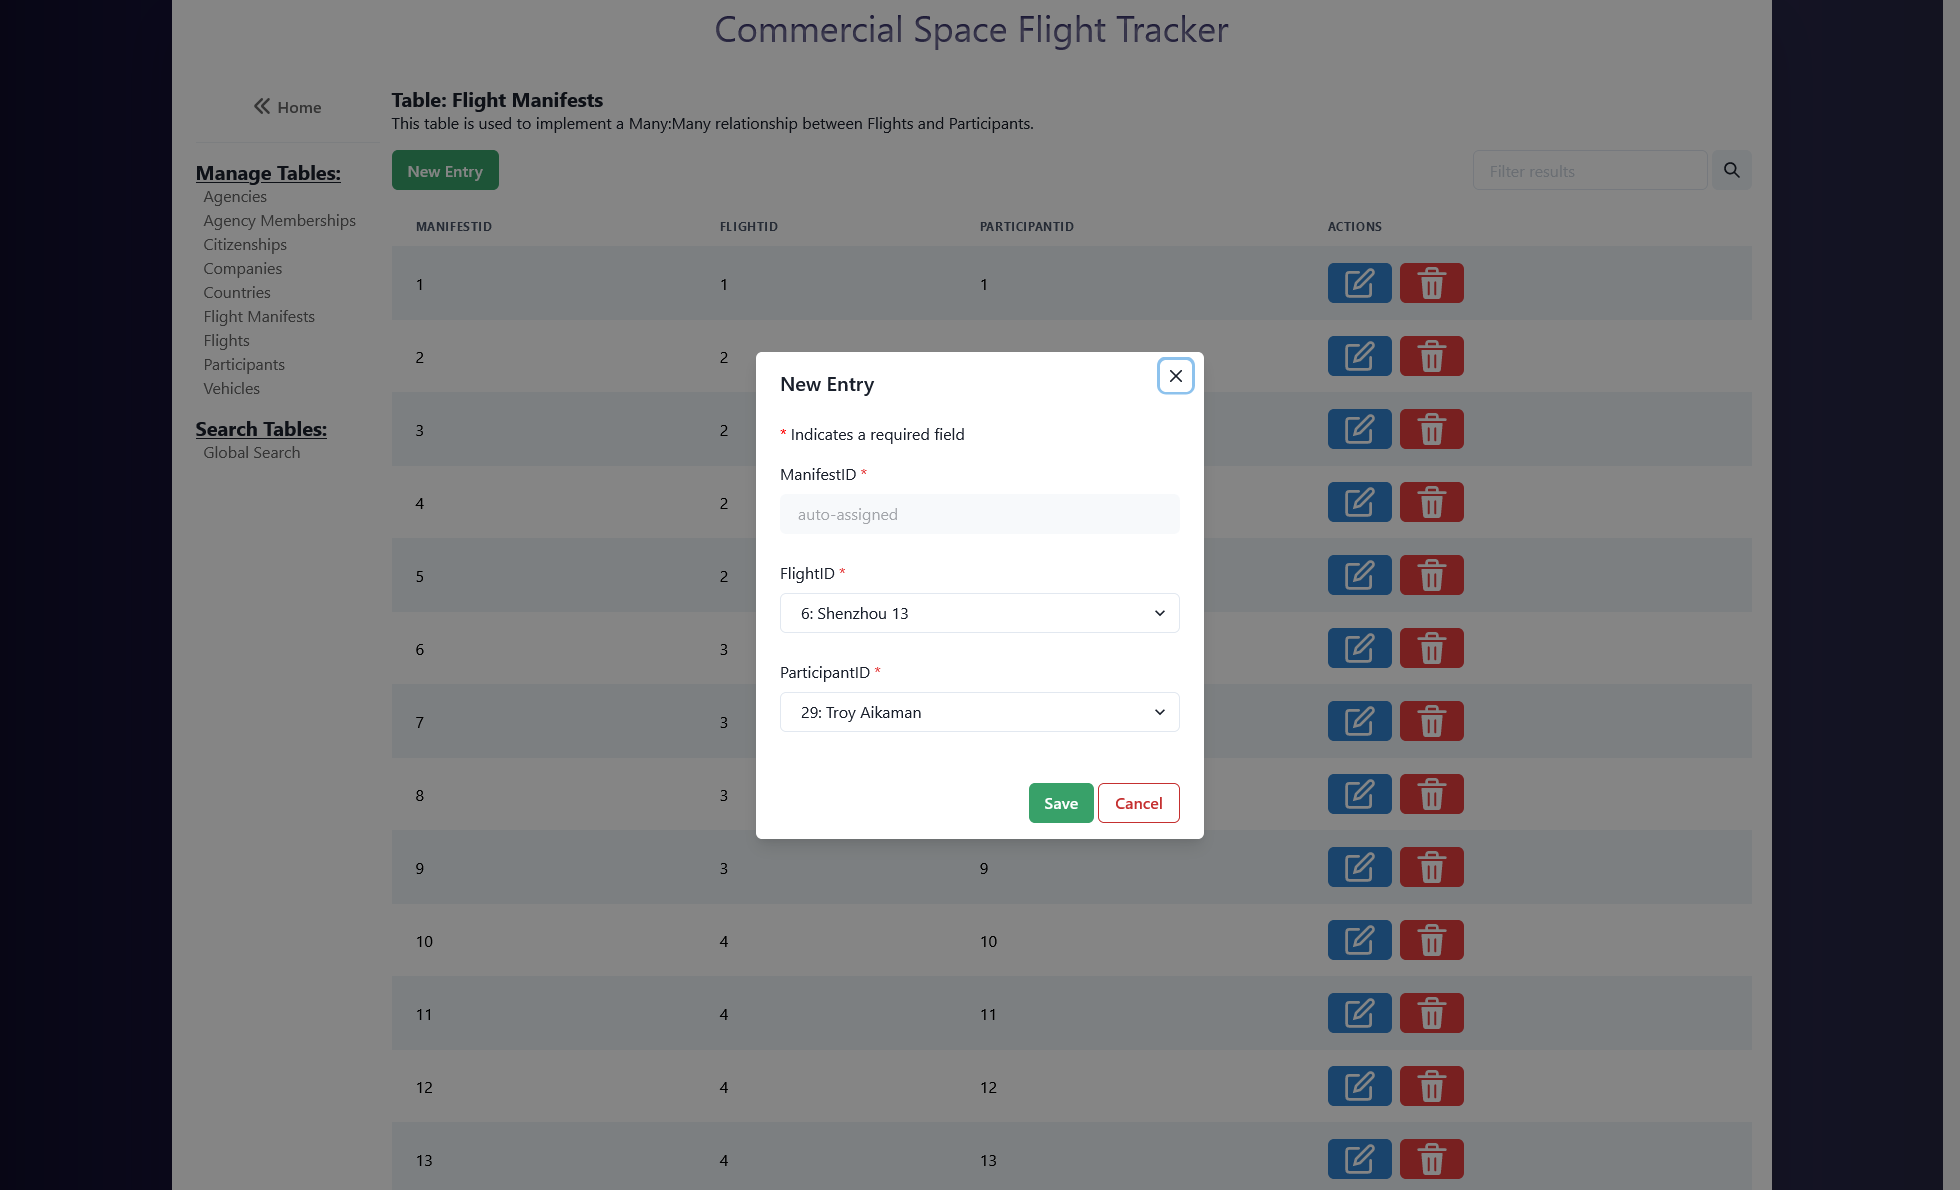 Commercial Space Flight Tracker
Home
Manage Tables:
Agencies
Agency Memberships
Citizenships
Companies
Countries
Flight Manifests
Flights
Participants
Vehicles
Search Tables:
Global Search
Table: Flight Manifests
This table is used to implement a Many:Many relationship between Flights and Participants.
New Entry
Filter results
MANIFESTID FLIGHTID PARTICIPANTID ACTIONS
1 1 1
2 2
3 2
4 2
5 2
6 3
7 3
8 3
9 3 9
10 4 10
11 4 11
12 4 12
13 4 13
New Entry
* Indicates a required field
ManifestID *
auto-assigned
FlightID *
6: Shenzhou 13
ParticipantID *
29: Troy Aikaman
Save Cancel